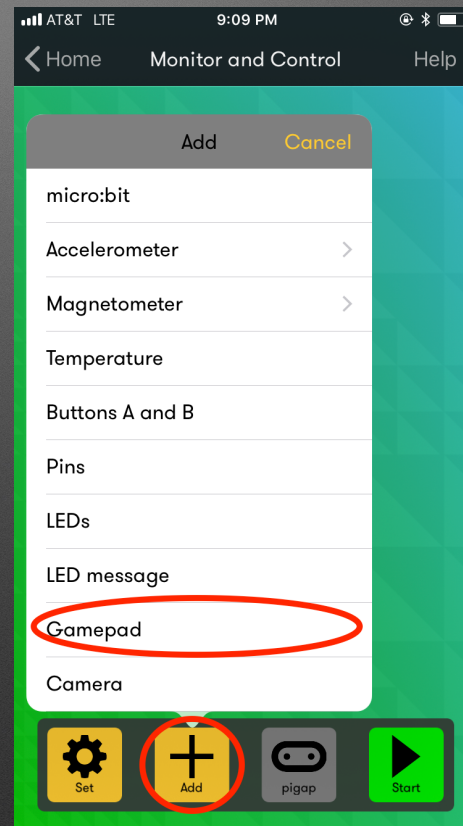 AT&T LTE 9:09 PM
Home Monitor and Control Help
Add Cancel
micro:bit
Accelerometer
Magnetometer
Temperature
Buttons A and B
Pins
LEDs
LED message
Gamepad
Camera
Set Add pigap Start